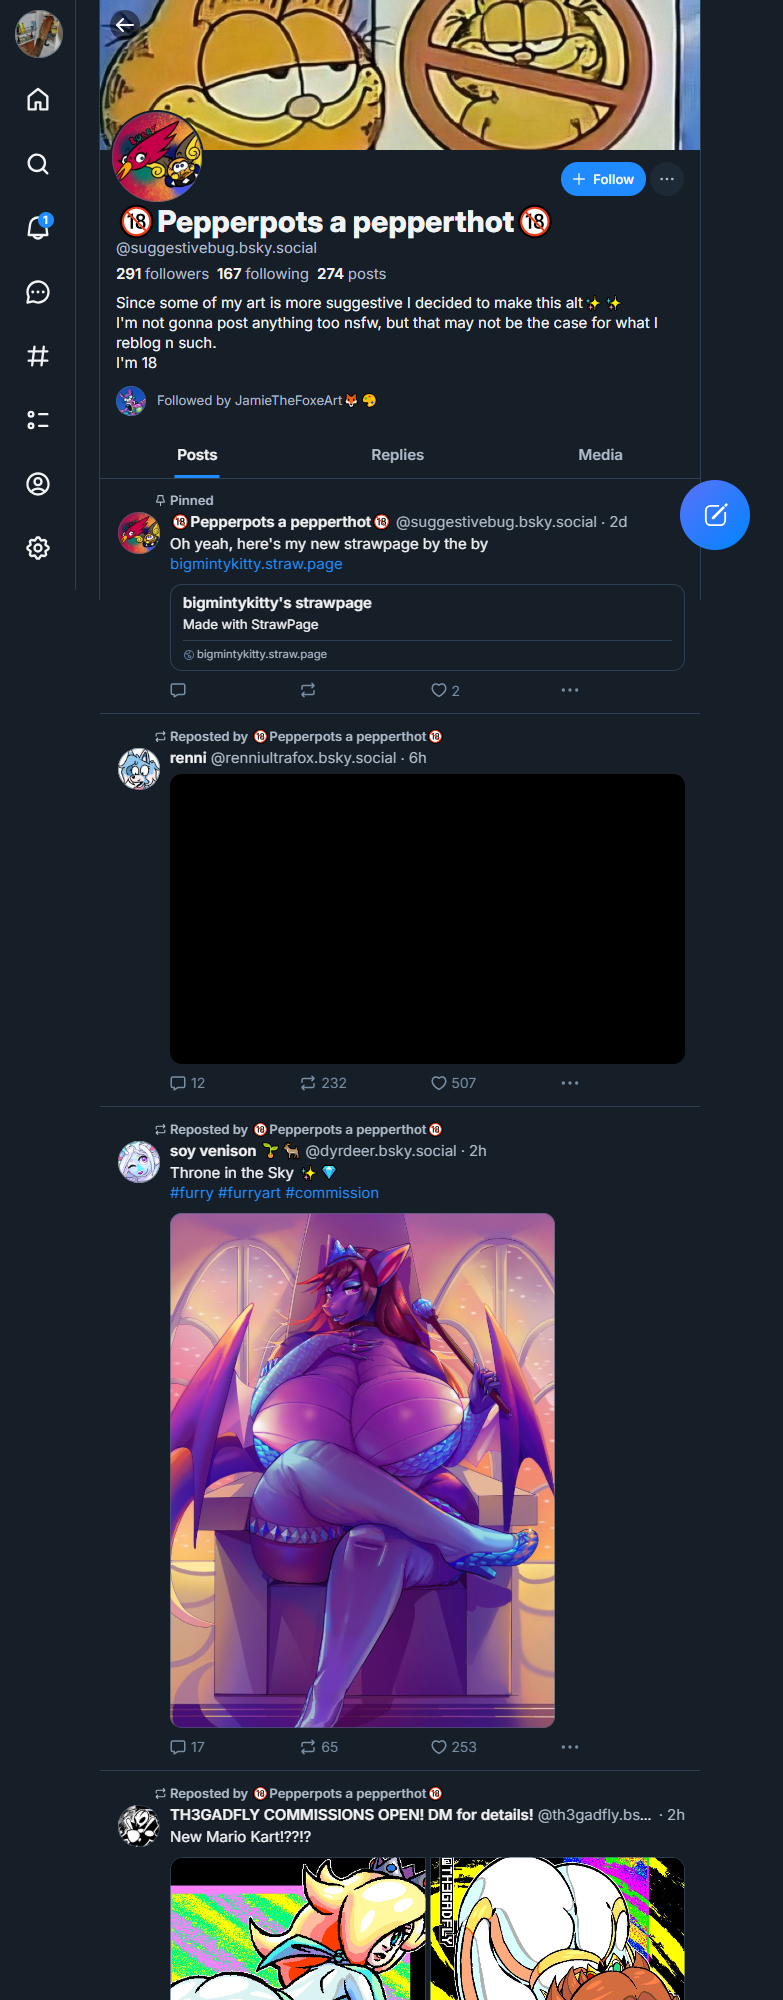 🔞Pepperpots a pepperthot🔞
+ Follow
@suggestivebug.bsky.social
291 followers 167 following 274 posts
Since some of my art is more suggestive I decided to make this alt✨ ✨
I'm not gonna post anything too nsfw, but that may not be the case for what I
reblog n such.
I'm 18
Followed by JamieTheFoxeArt🦊 🎨
1
Posts Replies Media
Pinned
🔞Pepperpots a pepperthot🔞 @suggestivebug.bsky.social · 2d
Oh yeah, here's my new strawpage by the by
bigmintykitty.straw.page
bigmintykitty's strawpage
Made with StrawPage
bigmintykitty.straw.page
2
Reposted by 🔞Pepperpots a pepperthot🔞
renni @renniultrafox.bsky.social · 6h
12 232 507
Reposted by 🔞Pepperpots a pepperthot🔞
soy venison 🌱 🐐 @dyrdeer.bsky.social · 2h
Throne in the Sky ✨ 💎
#furry #furryart #commission
17 65 253
Reposted by 🔞Pepperpots a pepperthot🔞
TH3GADFLY COMMISSIONS OPEN! DM for details! @th3gadfly.bs... · 2h
New Mario Kart!??!?
@TH3GADFLY